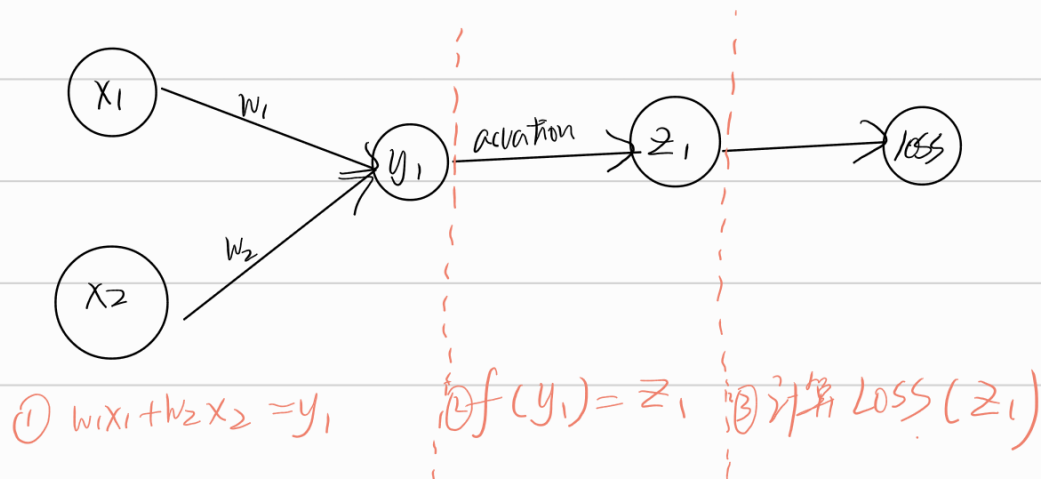 x1
w1
y1
acvation
z1
loss
w2
x2
① w1x1+w2x2=y1
②f(y1)=z1
③计算Loss(z1)